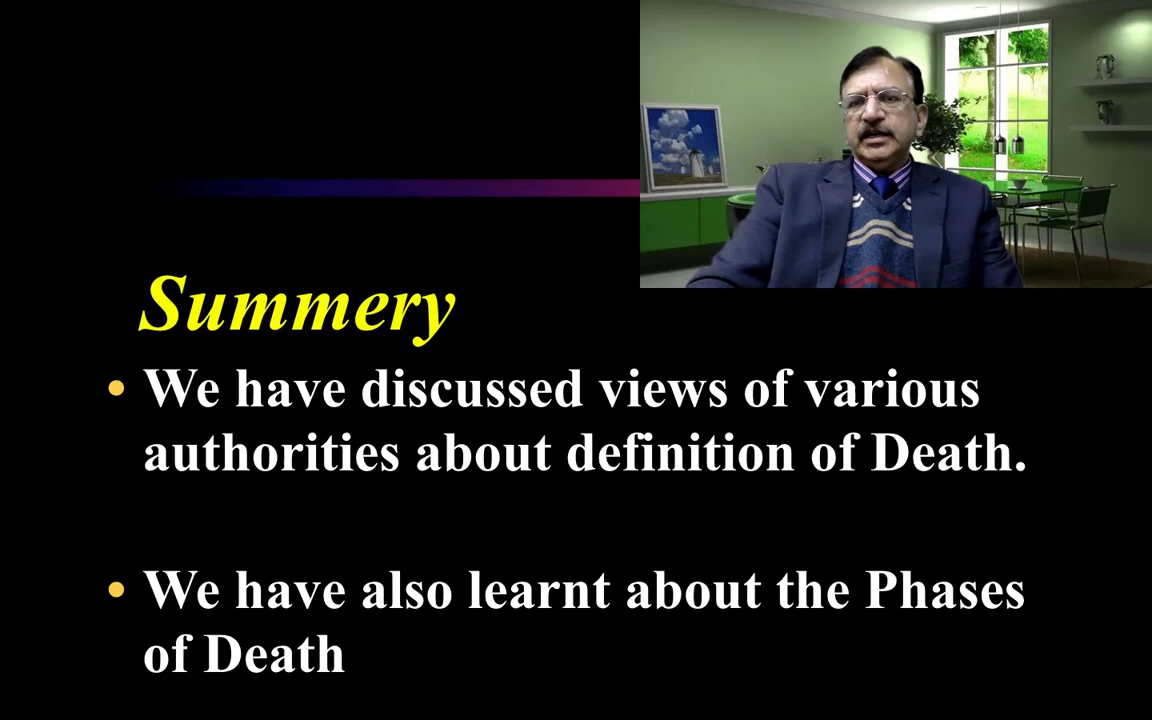 Summery
• We have discussed views of various
authorities about definition of Death.
• We have also learnt about the Phases
of Death